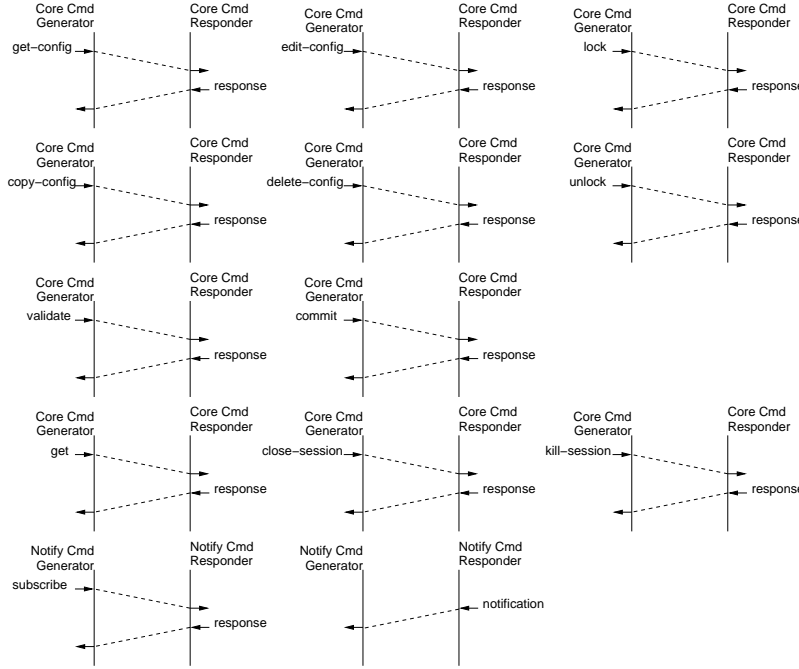 Core Cmd Generator
Core Cmd Responder
get−config
response
Core Cmd Generator
Core Cmd Responder
edit−config
response
Core Cmd Generator
Core Cmd Responder
lock
response
Core Cmd Generator
Core Cmd Responder
copy−config
response
Core Cmd Generator
Core Cmd Responder
delete−config
response
Core Cmd Generator
Core Cmd Responder
unlock
response
Core Cmd Generator
Core Cmd Responder
validate
response
Core Cmd Generator
Core Cmd Responder
commit
response
Core Cmd Generator
Core Cmd Responder
get
response
Core Cmd Generator
Core Cmd Responder
close−session
response
Core Cmd Generator
Core Cmd Responder
kill−session
response
Notify Cmd Generator
Notify Cmd Responder
subscribe
response
Notify Cmd Generator
Notify Cmd Responder
notification